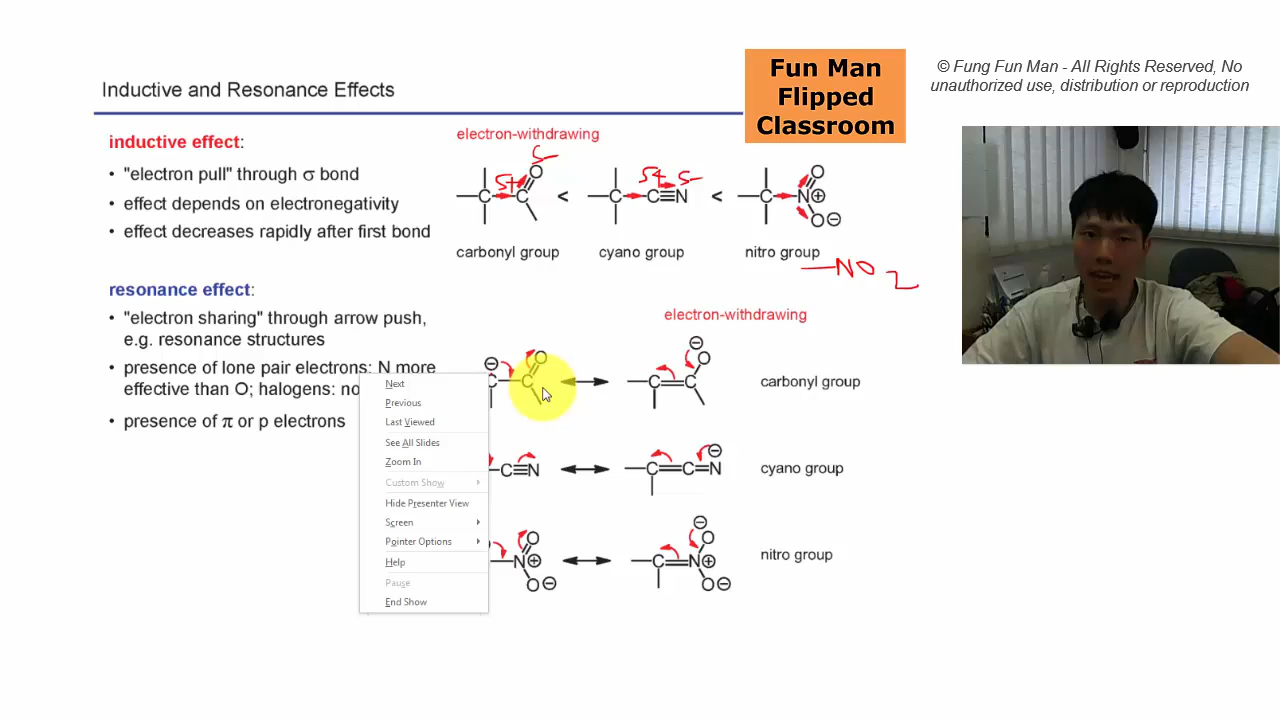 Inductive and Resonance Effects
Fun Man
Flipped
Classroom
© Fung Fun Man - All Rights Reserved, No
unauthorized use, distribution or reproduction
inductive effect:
• "electron pull" through σ bond
• effect depends on electronegativity
• effect decreases rapidly after first bond
electron-withdrawing
δ-
δ+
δ+ δ-
C C O < C C≡N < C N⊕ O O⊖
carbonyl group
cyano group
nitro group
—NO2
resonance effect:
• "electron sharing" through arrow push,
e.g. resonance structures
• presence of lone pair electrons: N more
effective than O; halogens:
• presence of π or p electrons
electron-withdrawing
⊖ C C O
⊖ O C C
carbonyl group
C≡N
⊖ C C N
cyano group
N⊕ O O⊖
⊖ O C N⊕ O⊖
nitro group
Next
Previous
Last Viewed
See All Slides
Zoom In
Custom Show
Hide Presenter View
Screen
Pointer Options
Help
Pause
End Show